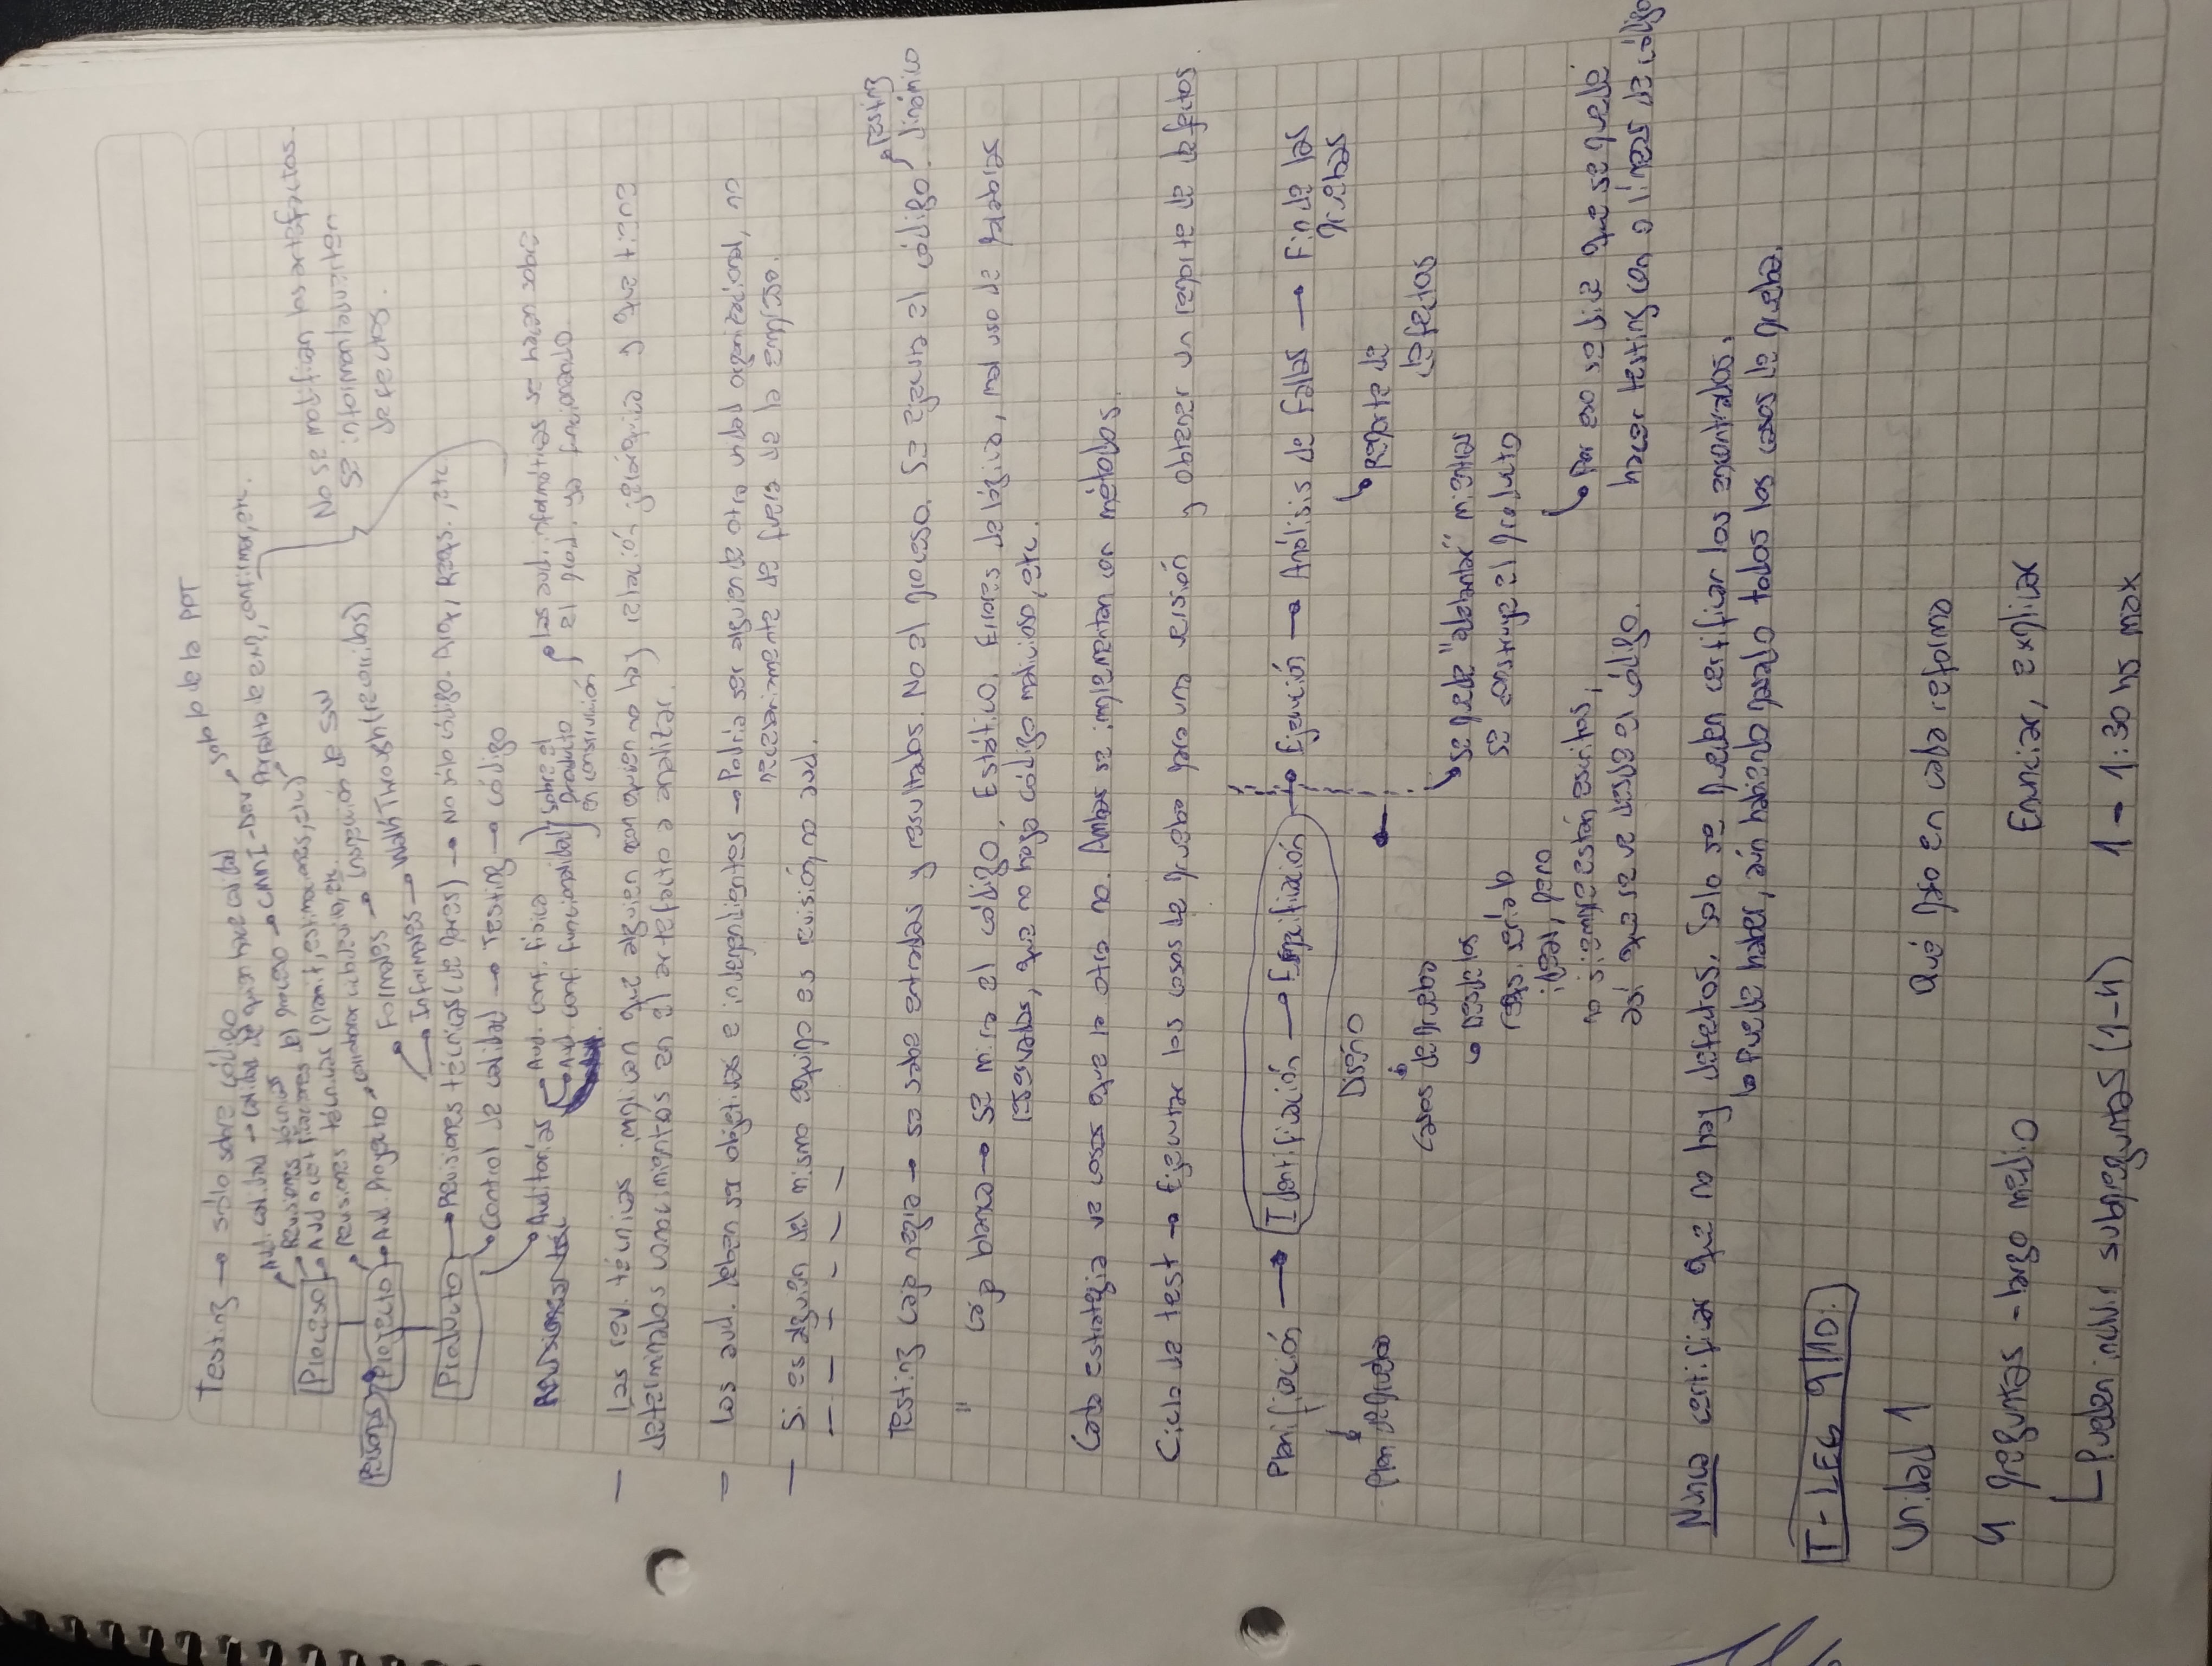 Testing → sólo sobre código
Aud. calidad → calidad de quien hace calidad
Solo lo de la PPT
Revisiones técnicas del proceso → CMMI-Dev
Por falta de exp, confirmar, etc.
Proceso
Aud
revisiones técnicas (planif, estimaciones, etc)
No se modifican los artefactos.
Se informan/advierten
defectos.
Personas
Proyecto → Aud. Proyecto
Formales → Inspección de SW
Informales → WalkThrough (recorridos)
Producto → Revisiones técnicas (de pares) → No sólo código. Arq, Reqs., etc
Control de calidad → Testing → código
Auditorías
Aud. conf. física
Aud. conf. funcionalidad
sobre el
producto
en construcción
Las aud. informáticas se hacen sobre
el prod. ya funcionando
— Las rev. técnicas implican que alguien con quien no hay relación jerárquica y que tiene
determinados conocimientos en el artefacto a analizar.
— Las aud. deben ser objetivas e independientes → Podría ser alguien de otra unidad organizacional, no
necesariamente de fuera de la empresa.
— Si es alguien del mismo equipo es revisión, no aud.
Testing caja negra → se sabe entradas y resultados. No el proceso. Se ejecuta el código.
Testing
dinámico
" caja blanca → Se mira el código. Estático. Errores de lógica, mal uso de palabras
reservadas, que no haga código malicioso, etc.
Cada estrategia ve cosas que la otra no. Ambas se implementan con métodos.
Ciclo de test → Ejecutar los casos de prueba para una versión y obtener un reporte de defectos.
Planificación → Identificación → Especificación → Ejecución → Análisis de Fallas → Fin de las
pruebas
Plan de prueba
Diseño
Casos de prueba
Desde los
reqs. sería lo
ideal, pero
no siempre están escritos,
así que se ve desde el código.
Reporte de
defectos
Se puede "adelantar" mientras
se construye el producto
Por eso se dice que se puede
hacer testing con 0 líneas de código
Nunca certificar que no hay defectos. Solo se pueden certificar los encontrados.
Puede haber, aún habiendo pasado todos los casos de prueba.
T-LEG 9/10.
Unidad 1
Qué pasó en cada reforma
4 preguntas - largo medio
Enunciar, explicar
Pueden incluir subpreguntas (1-4)
1 - 1:30 hs max